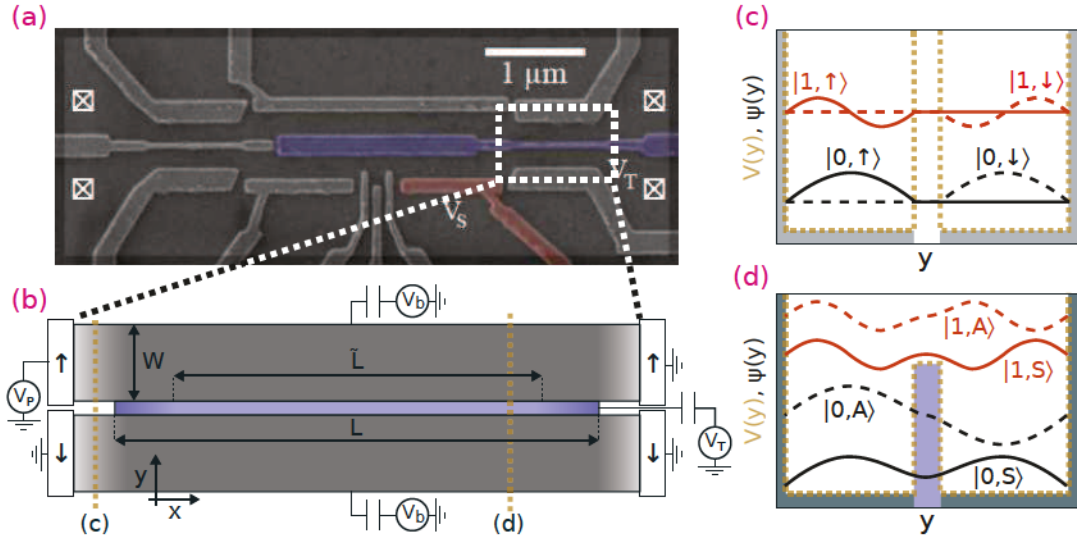 (a)
1 μm
V_T
V_S
(b)
V_b
↑
W
L̃
↑
V_P
L
↓
↓
V_T
y
x
V_b
(c)
(d)
(c)
V(y), ψ(y)
|1,↑⟩
|1,↓⟩
|0,↑⟩
|0,↓⟩
y
(d)
V(y), ψ(y)
|1,A⟩
|1,S⟩
|0,A⟩
|0,S⟩
y